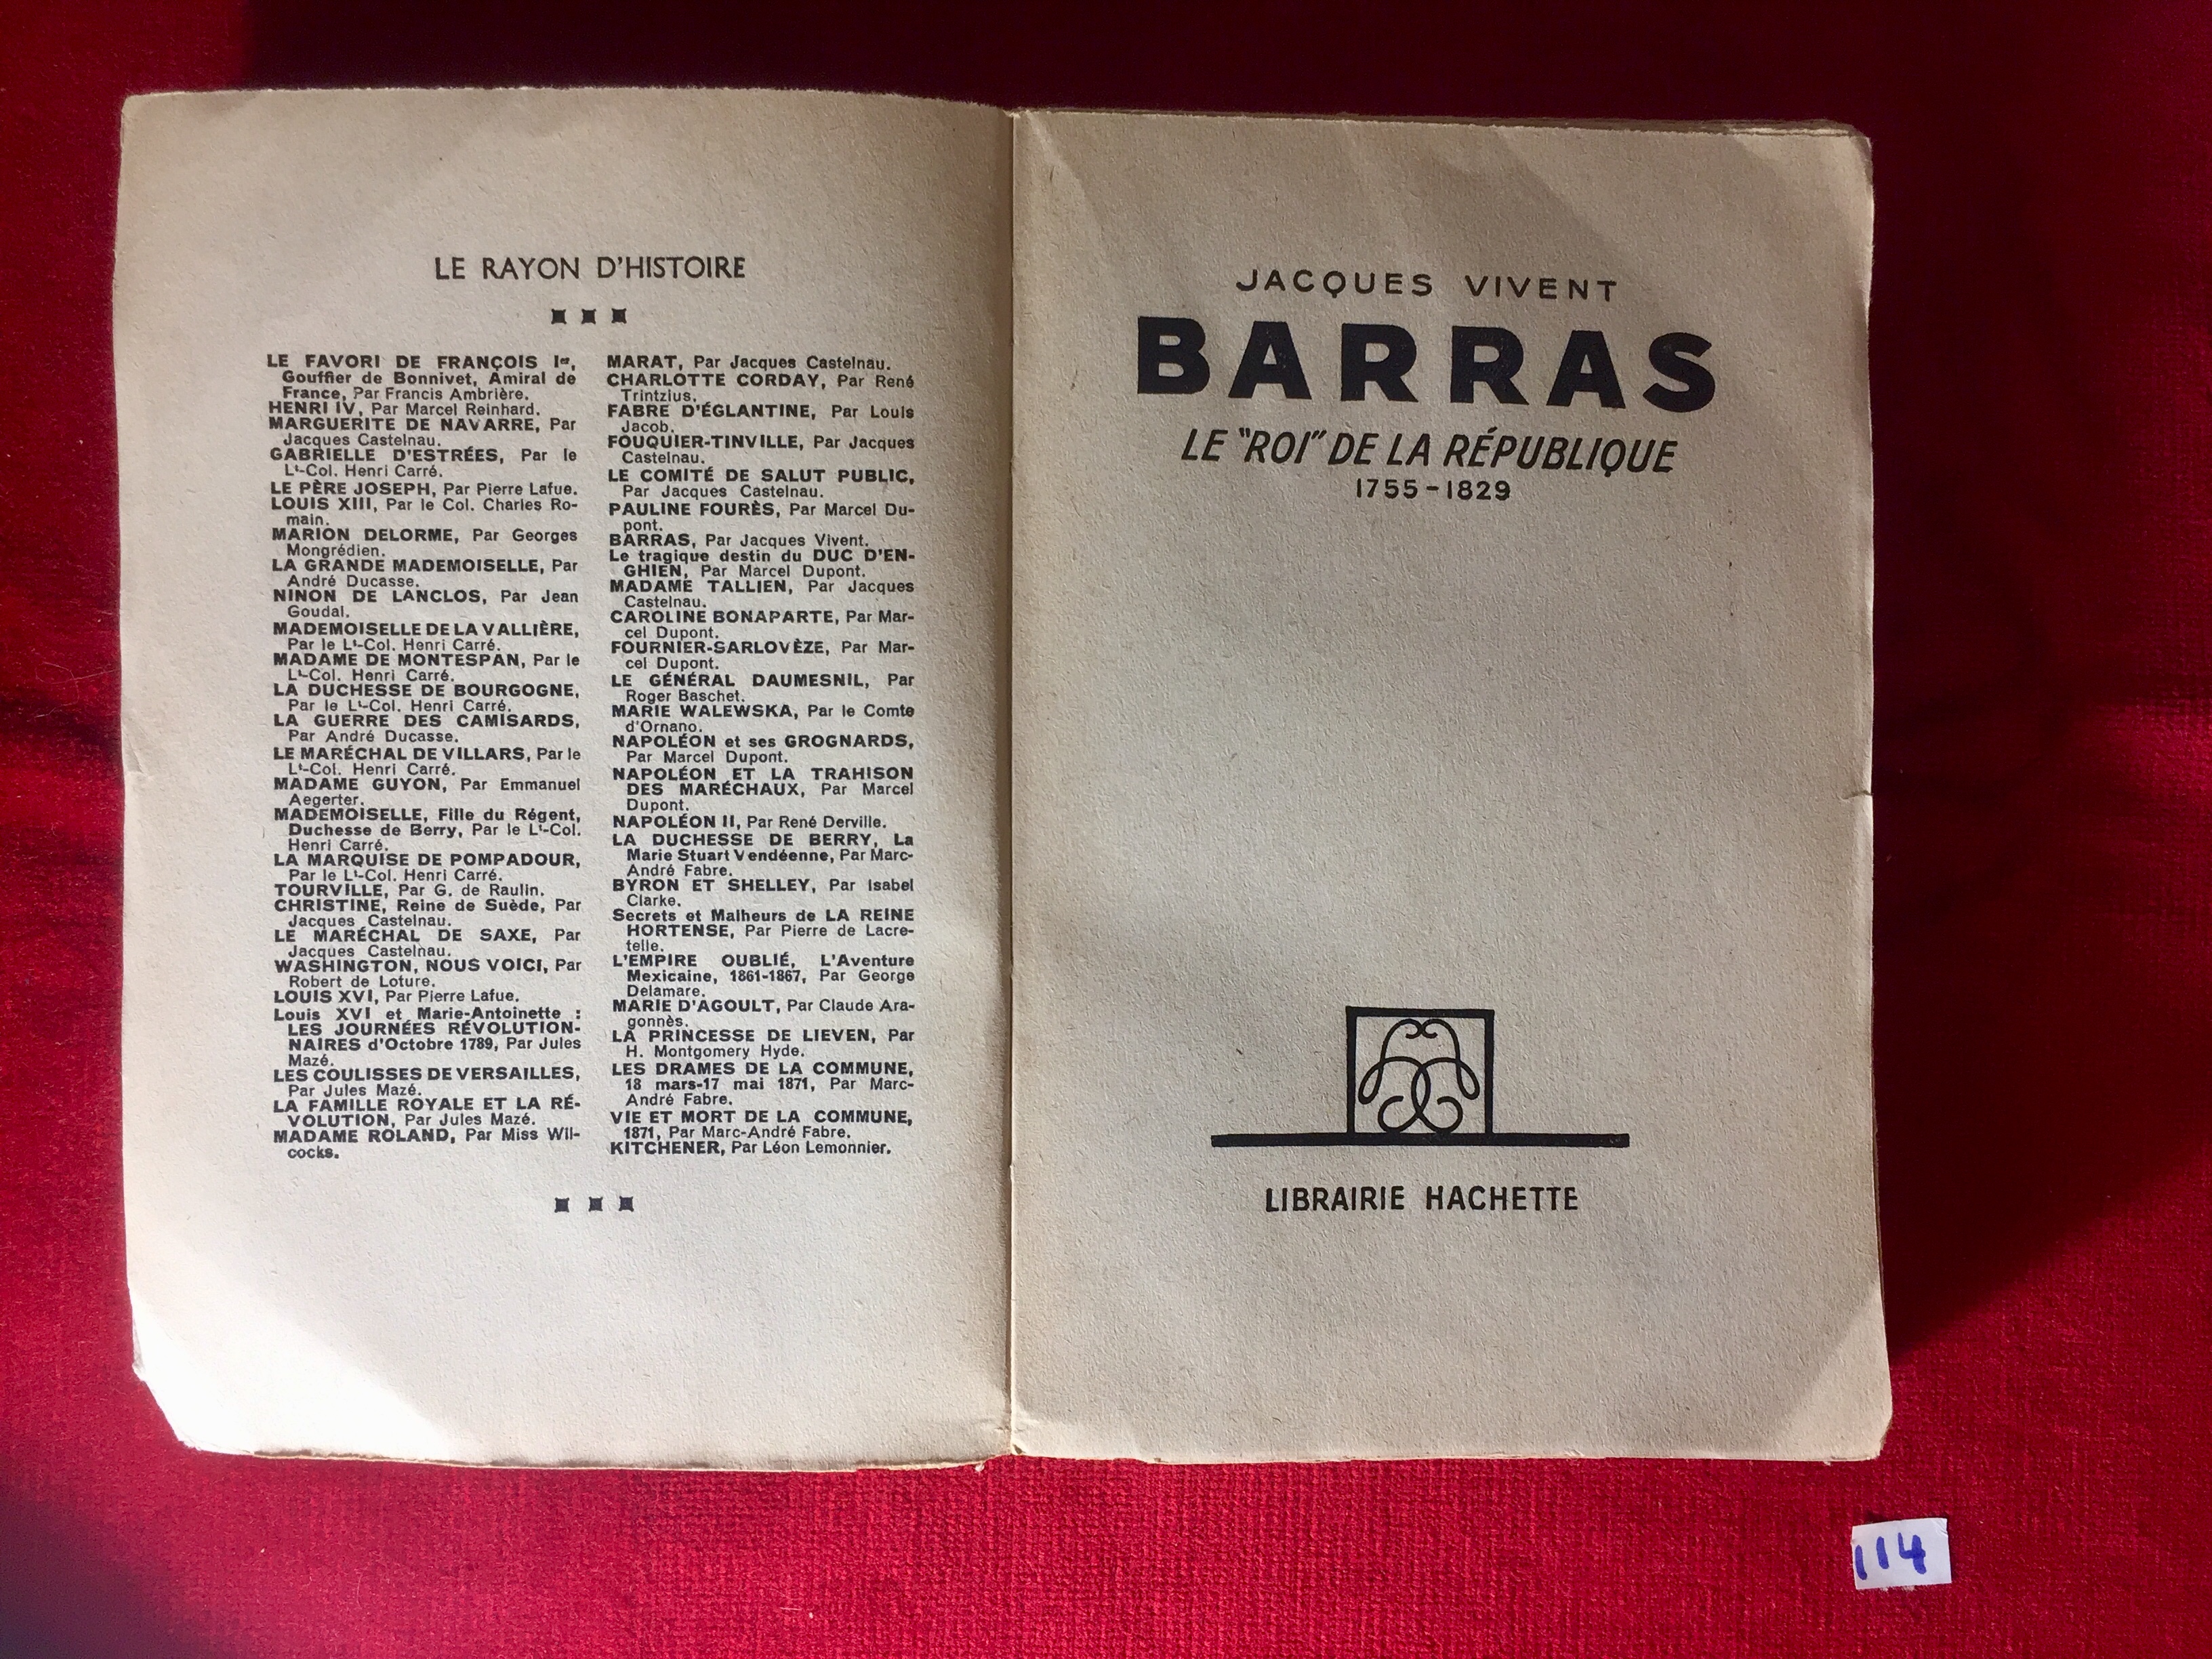 LE RAYON D'HISTOIRE
LE FAVORI DE FRANÇOIS Ier,
Gouffier de Bonnivet, Amiral de
France, Par Francis Ambrière.
HENRI IV, Par Marcel Reinhard.
MARGUERITE DE NAVARRE, Par
Jacques Castelnau.
GABRIELLE D'ESTRÉES, Par le
Lt-Col. Henri Carré.
LE PÈRE JOSEPH, Par Pierre Lafue.
LOUIS XIII, Par le Col. Charles Ro-
main.
MARION DELORME, Par Georges
Mongrédien.
LA GRANDE MADEMOISELLE, Par
André Ducasse.
NINON DE LANCLOS, Par Jean
Goudal.
MADEMOISELLE DE LA VALLIÈRE,
Par le Lt-Col. Henri Carré.
MADAME DE MONTESPAN, Par le
Lt-Col. Henri Carré.
LA DUCHESSE DE BOURGOGNE,
Par le Lt-Col. Henri Carré.
LA GUERRE DES CAMISARDS,
Par André Ducasse.
LE MARÉCHAL DE VILLARS, Par le
Lt-Col. Henri Carré.
MADAME GUYON, Par Emmanuel
Aegerter.
MADEMOISELLE, Fille du Régent,
Duchesse de Berry, Par le Lt-Col.
Henri Carré.
LA MARQUISE DE POMPADOUR,
Par le Lt-Col. Henri Carré.
TOURVILLE, Par G. de Raulin.
CHRISTINE, Reine de Suède, Par
Jacques Castelnau.
LE MARÉCHAL DE SAXE, Par
Jacques Castelnau.
WASHINGTON, NOUS VOICI, Par
Robert de Loture.
LOUIS XVI, Par Pierre Lafue.
Louis XVI et Marie-Antoinette :
LES JOURNÉES RÉVOLUTION-
NAIRES d'Octobre 1789, Par Jules
Mazé.
LES COULISSES DE VERSAILLES,
Par Jules Mazé.
LA FAMILLE ROYALE ET LA RÉ-
VOLUTION, Par Jules Mazé.
MADAME ROLAND, Par Miss Wil-
cocks.
MARAT, Par Jacques Castelnau.
CHARLOTTE CORDAY, Par René
Trintzius.
FABRE D'ÉGLANTINE, Par Louis
Jacob.
FOUQUIER-TINVILLE, Par Jacques
Castelnau.
LE COMITÉ DE SALUT PUBLIC,
Par Jacques Castelnau.
PAULINE FOURÈS, Par Marcel Du-
pont.
BARRAS, Par Jacques Vivent.
Le tragique destin du DUC D'EN-
GHIEN, Par Marcel Dupont.
MADAME TALLIEN, Par Jacques
Castelnau.
CAROLINE BONAPARTE, Par Mar-
cel Dupont.
FOURNIER-SARLOVÈZE, Par Mar-
cel Dupont.
LE GÉNÉRAL DAUMESNIL, Par
Roger Baschet.
MARIE WALEWSKA, Par le Comte
d'Ornano.
NAPOLÉON et ses GROGNARDS,
Par Marcel Dupont.
NAPOLÉON ET LA TRAHISON
DES MARÉCHAUX, Par Marcel
Dupont.
NAPOLÉON II, Par René Derville.
LA DUCHESSE DE BERRY, La
Marie Stuart Vendéenne, Par Marc-
André Fabre.
BYRON ET SHELLEY, Par Isabel
Clarke.
Secrets et Malheurs de LA REINE
HORTENSE, Par Pierre de Lacre-
telle.
L'EMPIRE OUBLIÉ, L'Aventure
Mexicaine, 1861-1867, Par George
Delamare.
MARIE D'AGOULT, Par Claude Ara-
gonnès.
LA PRINCESSE DE LIEVEN, Par
H. Montgomery Hyde.
LES DRAMES DE LA COMMUNE,
18 mars-17 mai 1871, Par Marc-
André Fabre.
VIE ET MORT DE LA COMMUNE,
1871, Par Marc-André Fabre.
KITCHENER, Par Léon Lemonnier.
JACQUES VIVENT
BARRAS
LE "ROI" DE LA RÉPUBLIQUE
1755-1829
LIBRAIRIE HACHETTE
114